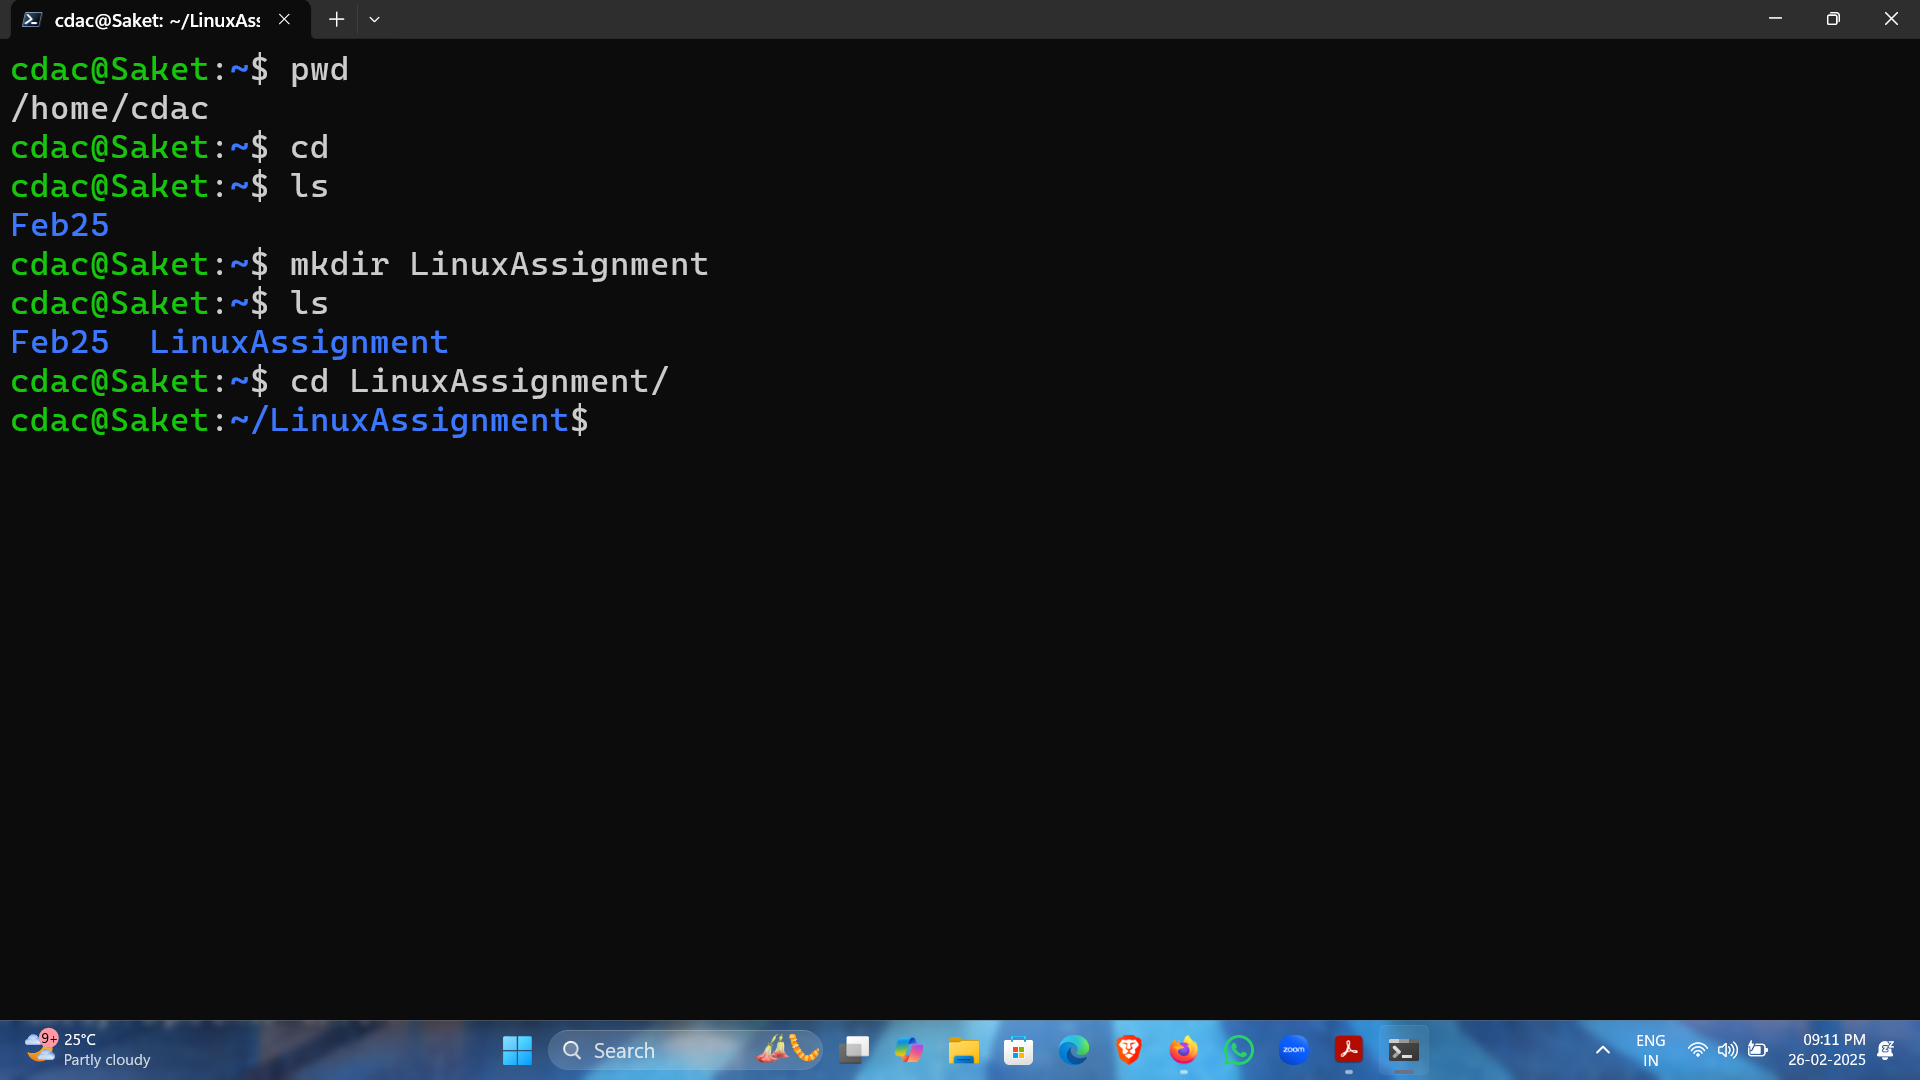 cdac@Saket: ~/LinuxAss
cdac@Saket:~$ pwd
/home/cdac
cdac@Saket:~$ cd
cdac@Saket:~$ ls
Feb25
cdac@Saket:~$ mkdir LinuxAssignment
cdac@Saket:~$ ls
Feb25  LinuxAssignment
cdac@Saket:~$ cd LinuxAssignment/
cdac@Saket:~/LinuxAssignment$
9+
25°C
Partly cloudy
Search
zoom
ENG
IN
09:11 PM
26-02-2025